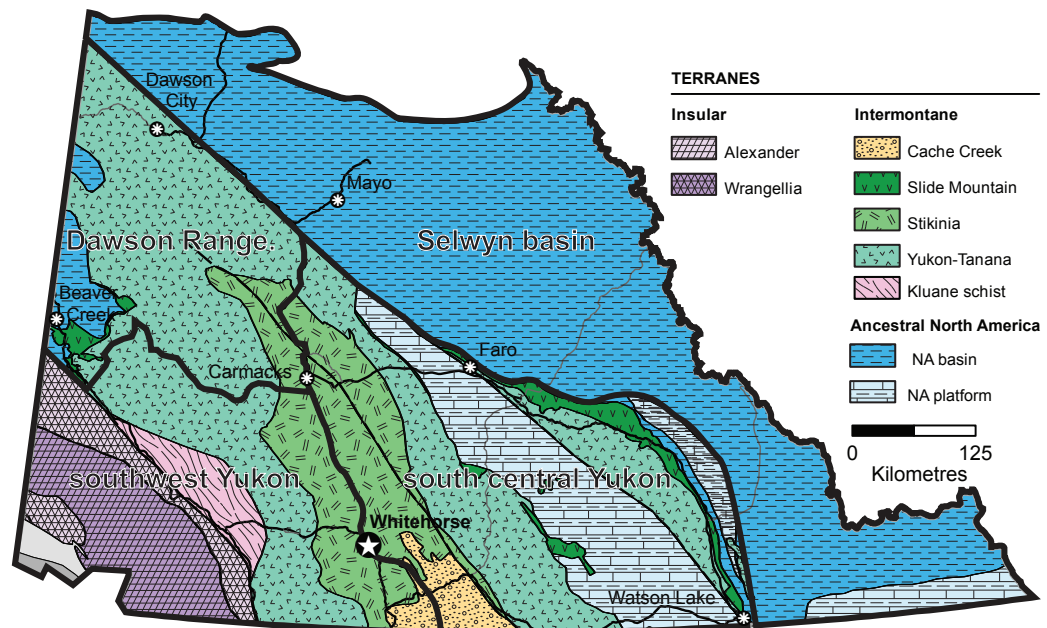 Dawson
City
Mayo
Dawson Range.
Selwyn basin
Beaver
Creek
Faro
Carmacks
southwest Yukon
south central Yukon
Whitehorse
Watson Lake
TERRANES
Insular
Alexander
Wrangellia
Intermontane
Cache Creek
Slide Mountain
Stikinia
Yukon-Tanana
Kluane schist
Ancestral North America
NA basin
NA platform
0 125
Kilometres